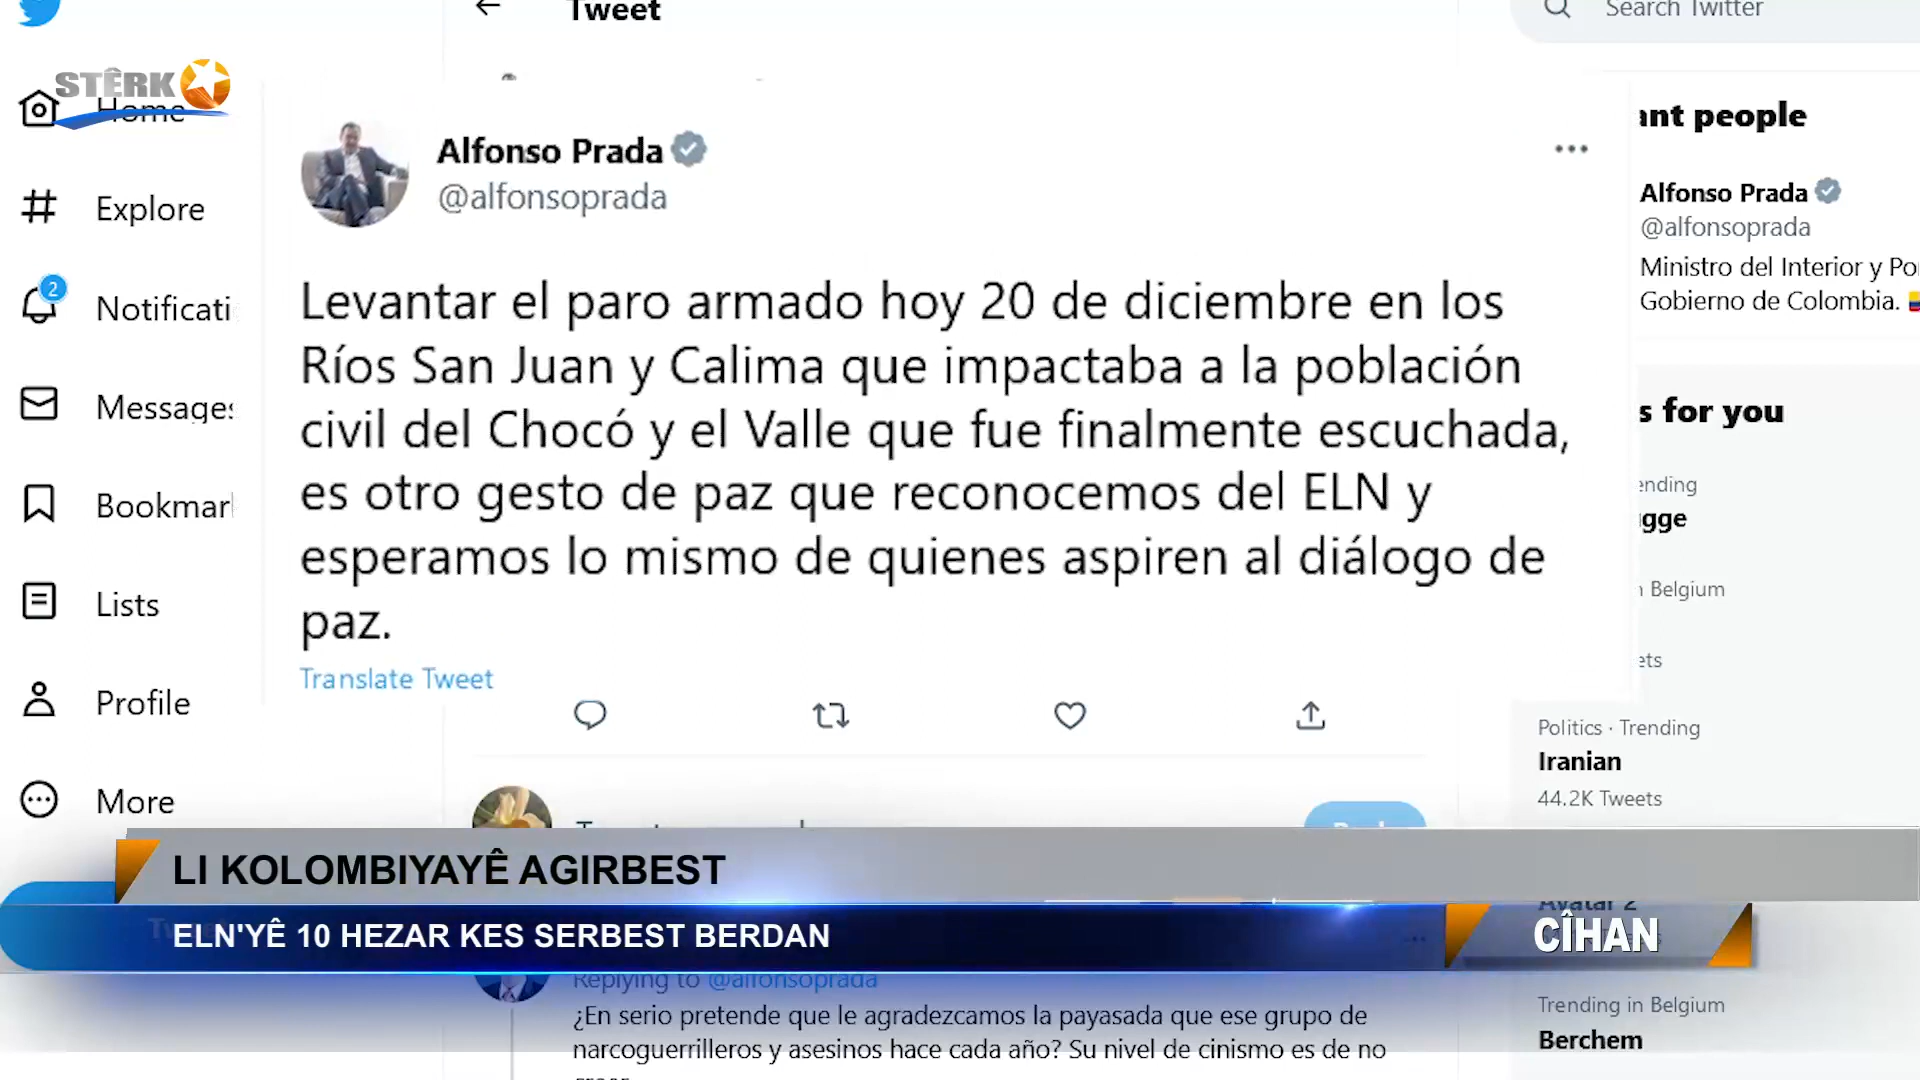 Tweet
Search Twitter
STÊRK
Home
Explore
2
Notificati
Messages
Bookmar
Lists
Profile
More
Alfonso Prada
@alfonsoprada
Levantar el paro armado hoy 20 de diciembre en los
Ríos San Juan y Calima que impactaba a la población
civil del Chocó y el Valle que fue finalmente escuchada,
es otro gesto de paz que reconocemos del ELN y
esperamos lo mismo de quienes aspiren al diálogo de
paz.
Translate Tweet
ant people
Alfonso Prada
@alfonsoprada
Ministro del Interior y Po
Gobierno de Colombia.
s for you
ending
gge
n Belgium
ets
Politics · Trending
Iranian
44.2K Tweets
Avatar 2
Trending in Belgium
Berchem
LI KOLOMBIYAYÊ AGIRBEST
ELN'YÊ 10 HEZAR KES SERBEST BERDAN
CÎHAN
Replying to @alfonsoprada
¿En serio pretende que le agradezcamos la payasada que ese grupo de
narcoguerrilleros y asesinos hace cada año? Su nivel de cinismo es de no